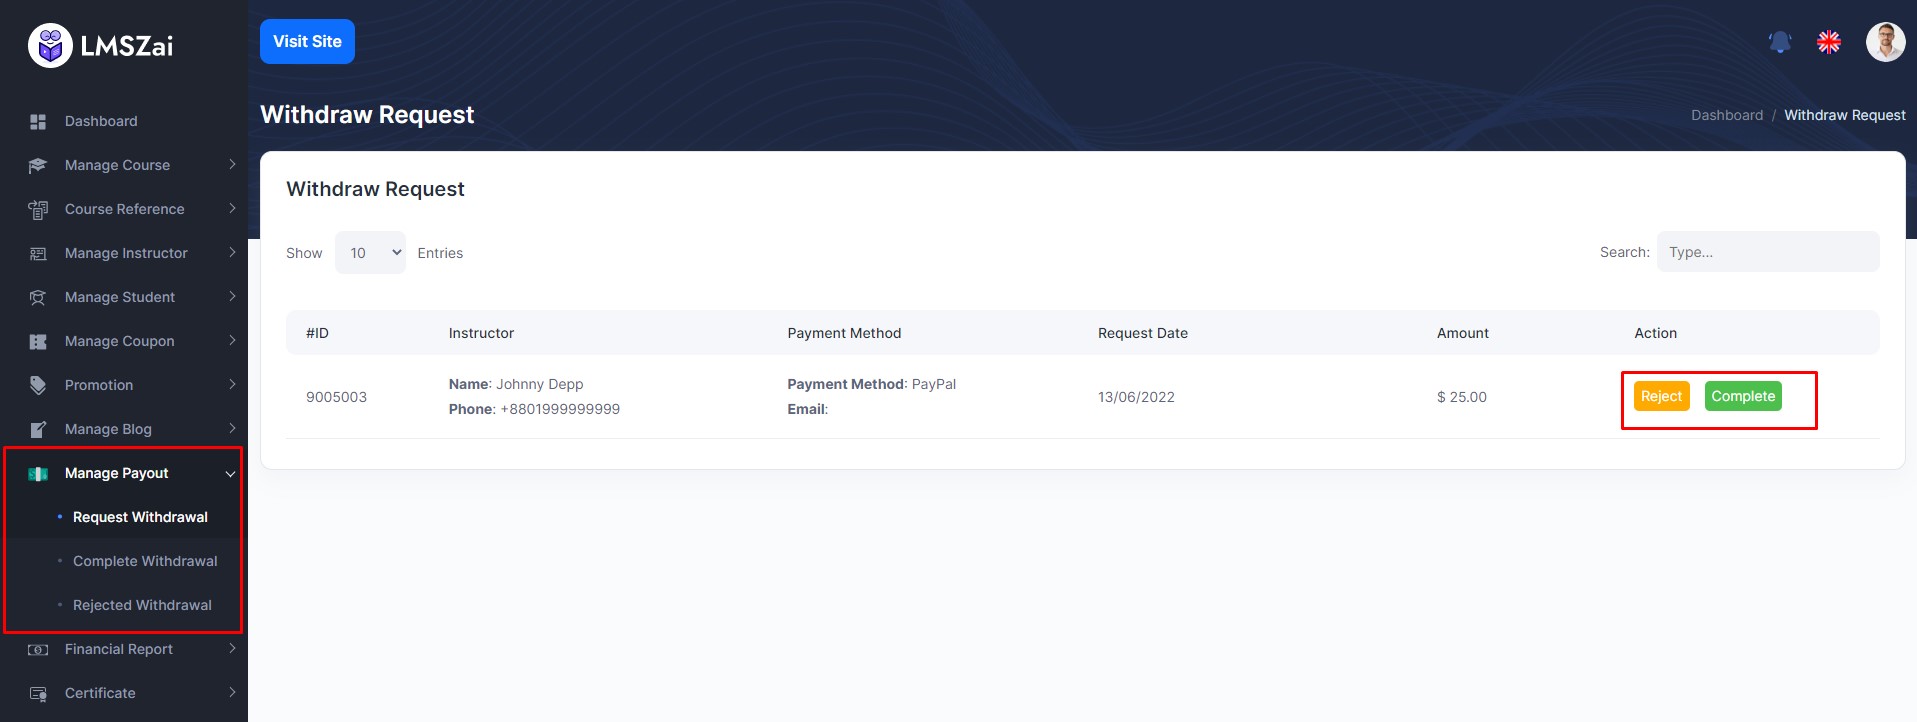 LMSZai
Visit Site
Dashboard
Manage Course
Course Reference
Manage Instructor
Manage Student
Manage Coupon
Promotion
Manage Blog
Manage Payout
Request Withdrawal
Complete Withdrawal
Rejected Withdrawal
Financial Report
Certificate
Withdraw Request
Dashboard / Withdraw Request
Withdraw Request
Show 10 Entries
Search: Type...
#ID Instructor Payment Method Request Date Amount Action
9005003
Name: Johnny Depp
Phone: +8801999999999
Payment Method: PayPal
Email:
13/06/2022
$ 25.00
Reject Complete